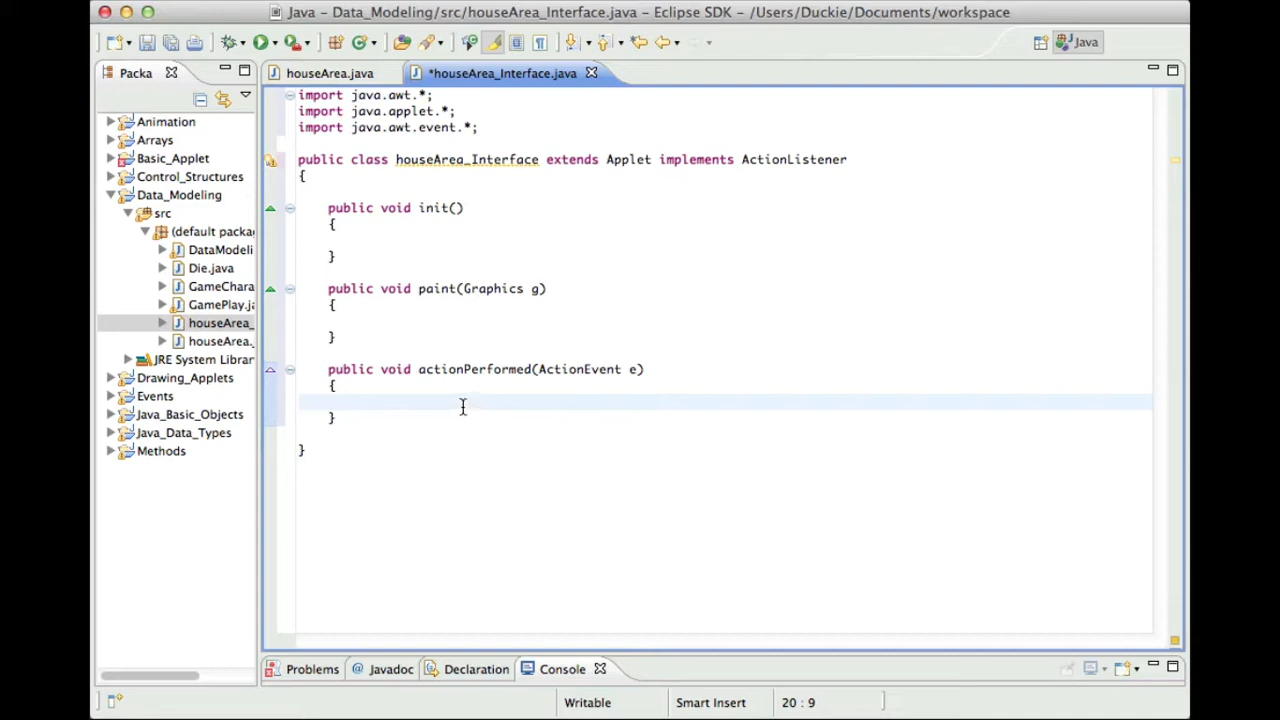 Java - Data_Modeling/src/houseArea_Interface.java - Eclipse SDK - /Users/Duckie/Documents/workspace
Java
Packa
houseArea.java
*houseArea_Interface.java
Animation
Arrays
Basic_Applet
Control_Structures
Data_Modeling
src
(default packa
DataModeli
Die.java
GameChara
GamePlay.ja
houseArea_
houseArea.
JRE System Librar
Drawing_Applets
Events
Java_Basic_Objects
Java_Data_Types
Methods
import java.awt.*;
import java.applet.*;
import java.awt.event.*;
public class houseArea_Interface extends Applet implements ActionListener
{
public void init()
{
}
public void paint(Graphics g)
{
}
public void actionPerformed(ActionEvent e)
{
}
}
Problems
@ Javadoc
Declaration
Console
Writable
Smart Insert
20 : 9